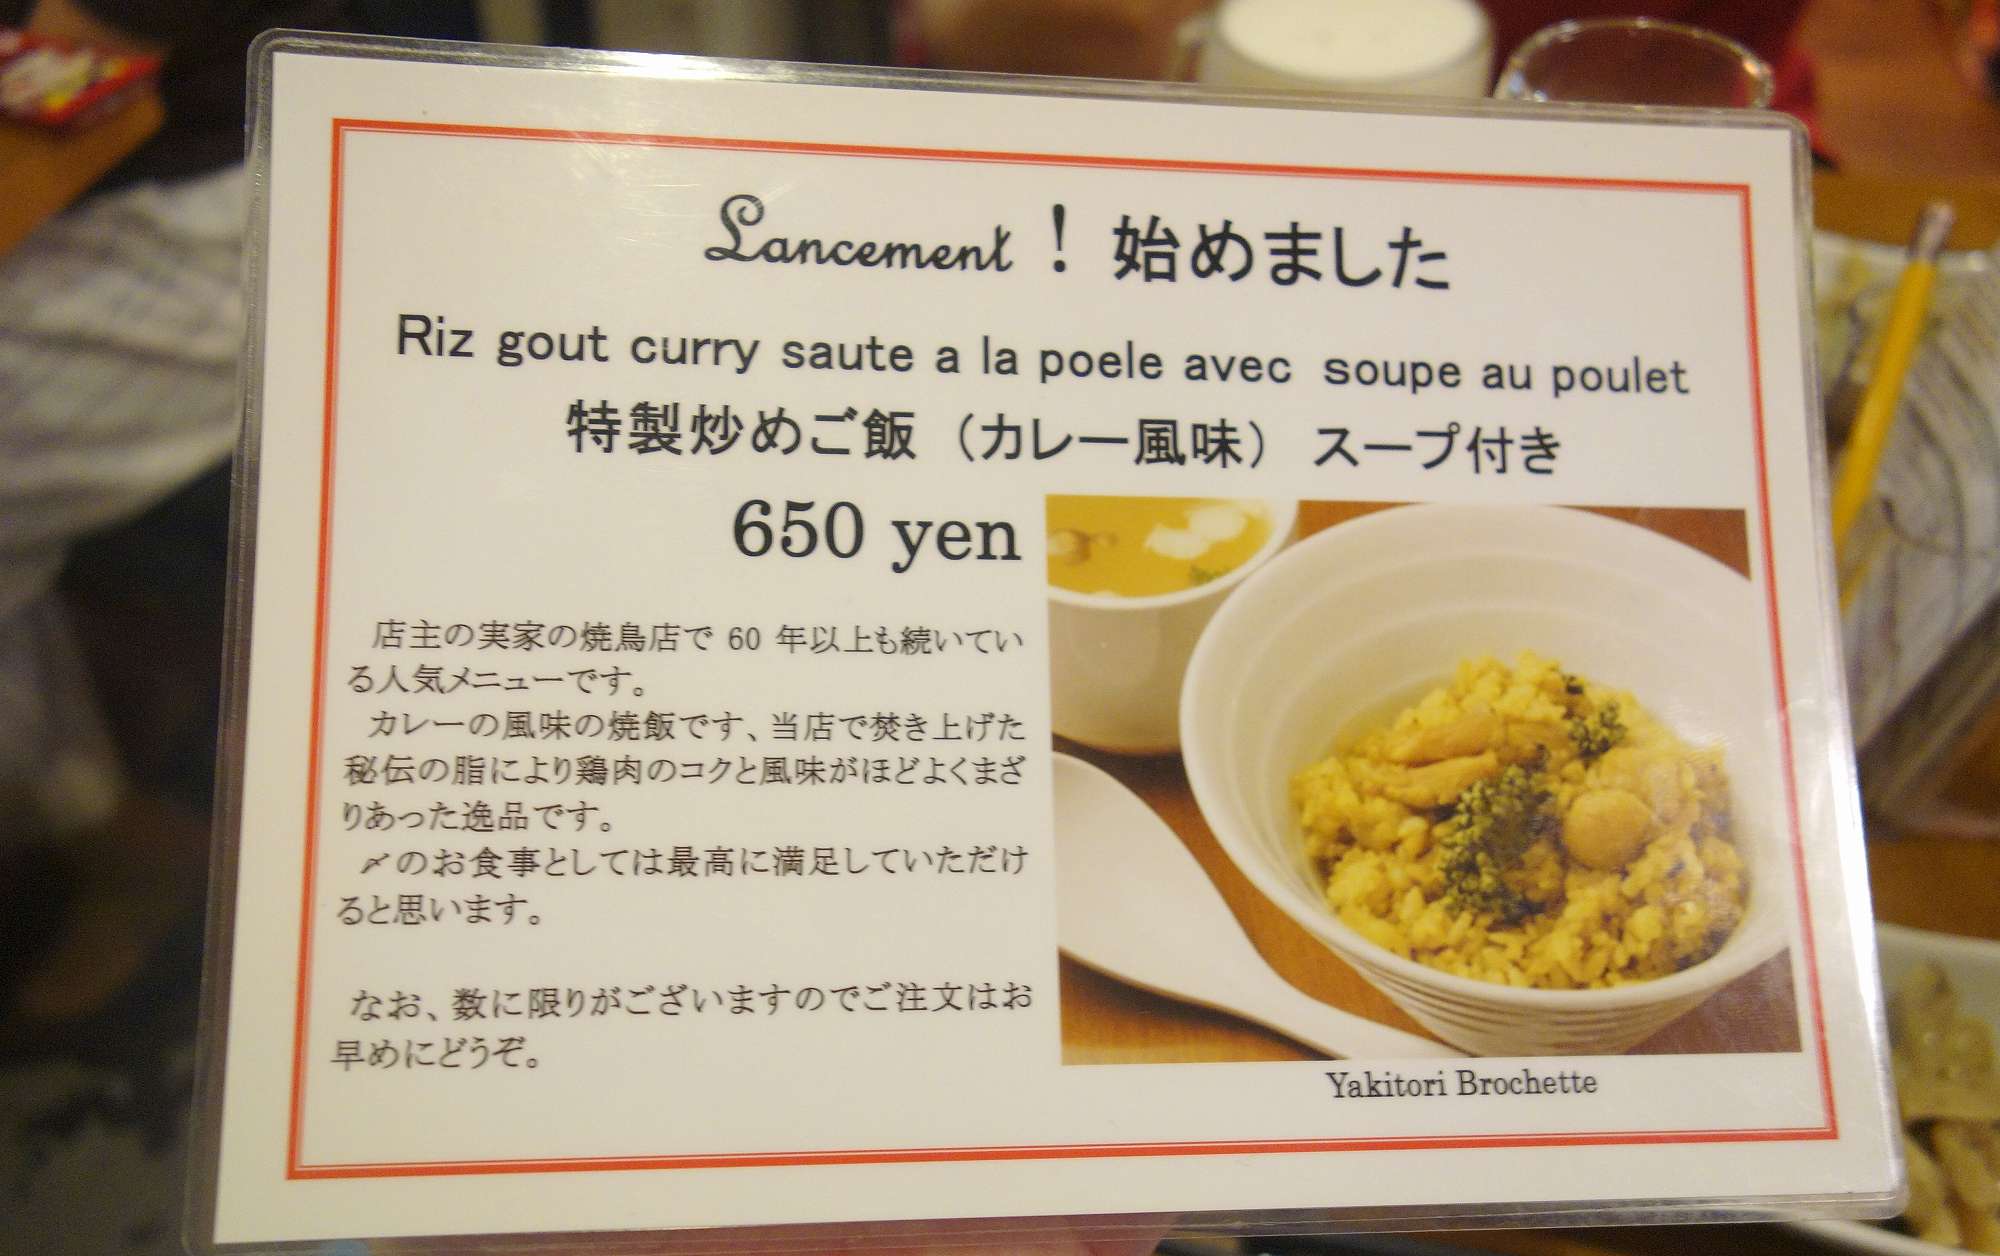 Lancement！始めました
Riz gout curry saute a la poele avec soupe au poulet
特製炒めご飯（カレー風味） スープ付き
650 yen
店主の実家の焼鳥店で 60 年以上も続いてい
る人気メニューです。
カレーの風味の焼飯です、当店で焚き上げた
秘伝の脂により鶏肉のコクと風味がほどよくまざ
りあった逸品です。
〆のお食事としては最高に満足していただけ
ると思います。
なお、数に限りがございますのでご注文はお
早めにどうぞ。
Yakitori Brochette